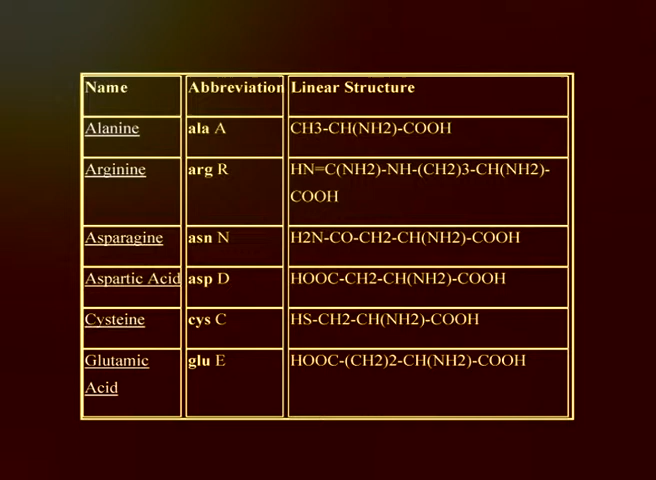 Name Abbreviation Linear Structure
Alanine ala A CH3-CH(NH2)-COOH
Arginine arg R HN=C(NH2)-NH-(CH2)3-CH(NH2)-
COOH
Asparagine asn N H2N-CO-CH2-CH(NH2)-COOH
Aspartic Acid asp D HOOC-CH2-CH(NH2)-COOH
Cysteine cys C HS-CH2-CH(NH2)-COOH
Glutamic glu E HOOC-(CH2)2-CH(NH2)-COOH
Acid